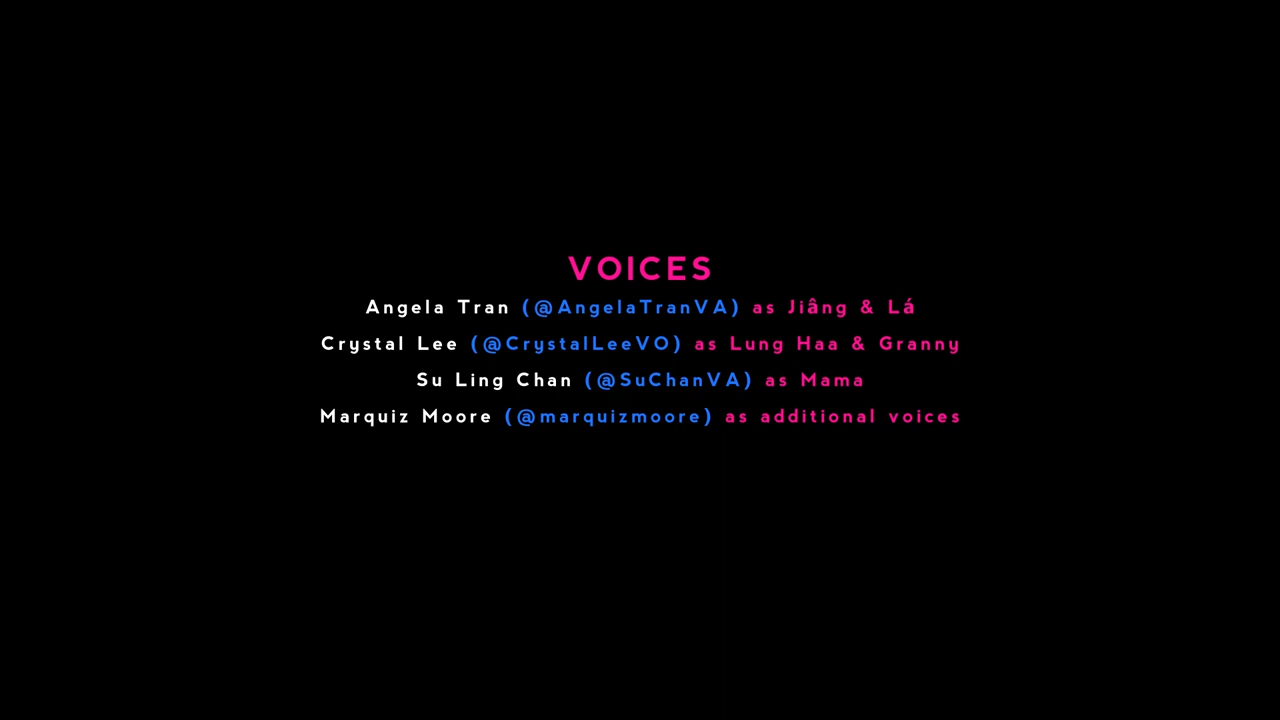 VOICES
Angela Tran (@AngelaTranVA) as Jiâng & Lá
Crystal Lee (@CrystalLeeVO) as Lung Haa & Granny
Su Ling Chan (@SuChanVA) as Mama
Marquiz Moore (@marquizmoore) as additional voices